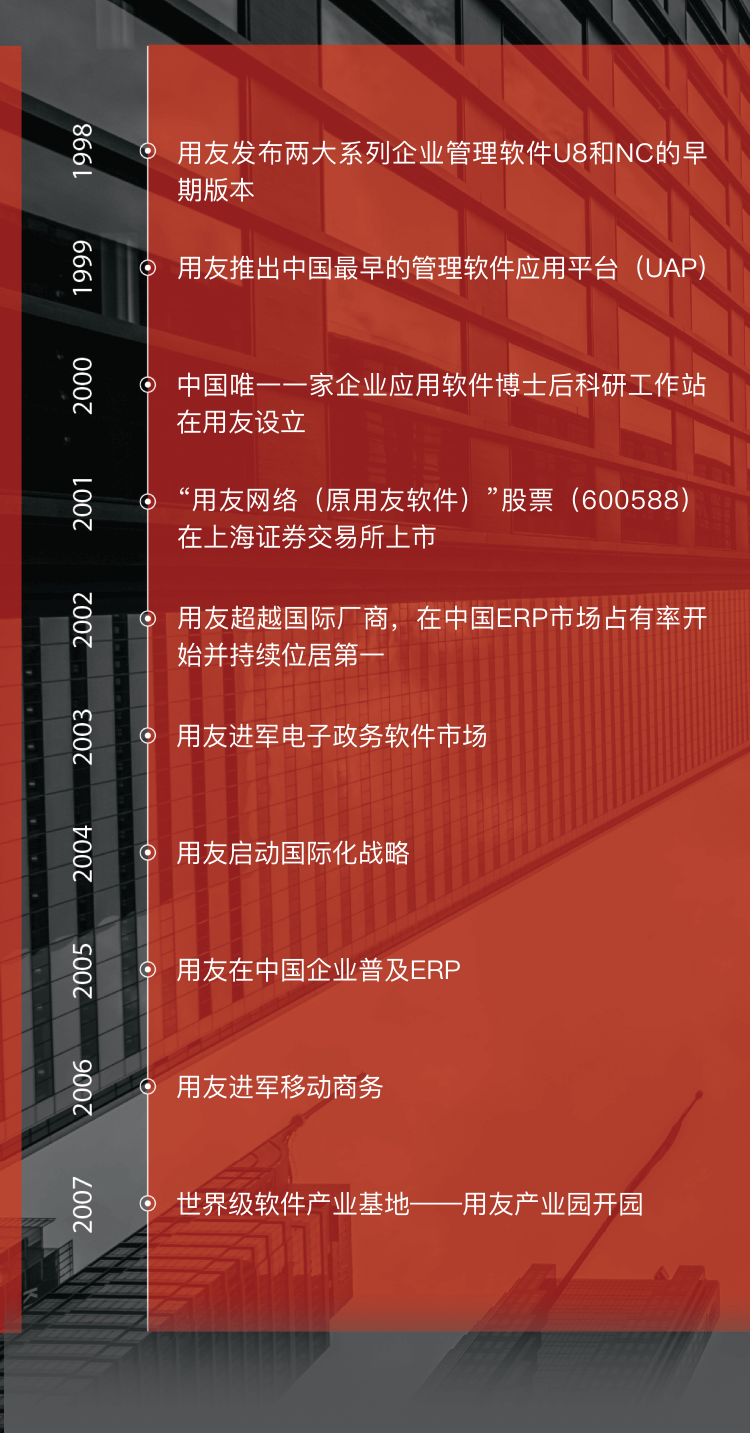 1998
用友发布两大系列企业管理软件U8和NC的早
期版本
1999
用友推出中国最早的管理软件应用平台（UAP）
2000
中国唯一一家企业应用软件博士后科研工作站
在用友设立
2001
“用友网络（原用友软件）”股票（600588）
在上海证券交易所上市
2002
用友超越国际厂商，在中国ERP市场占有率开
始并持续位居第一
2003
用友进军电子政务软件市场
2004
用友启动国际化战略
2005
用友在中国企业普及ERP
2006
用友进军移动商务
2007
世界级软件产业基地——用友产业园开园